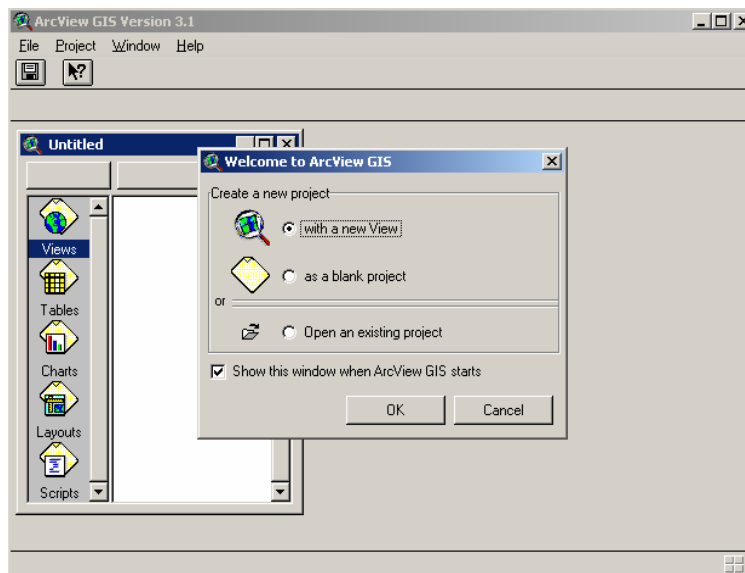 ArcView GIS Version 3.1
File Project Window Help
Untitled
Welcome to ArcView GIS
Create a new project
with a new View
as a blank project
or
Open an existing project
Show this window when ArcView GIS starts
OK Cancel
Views
Tables
Charts
Layouts
Scripts